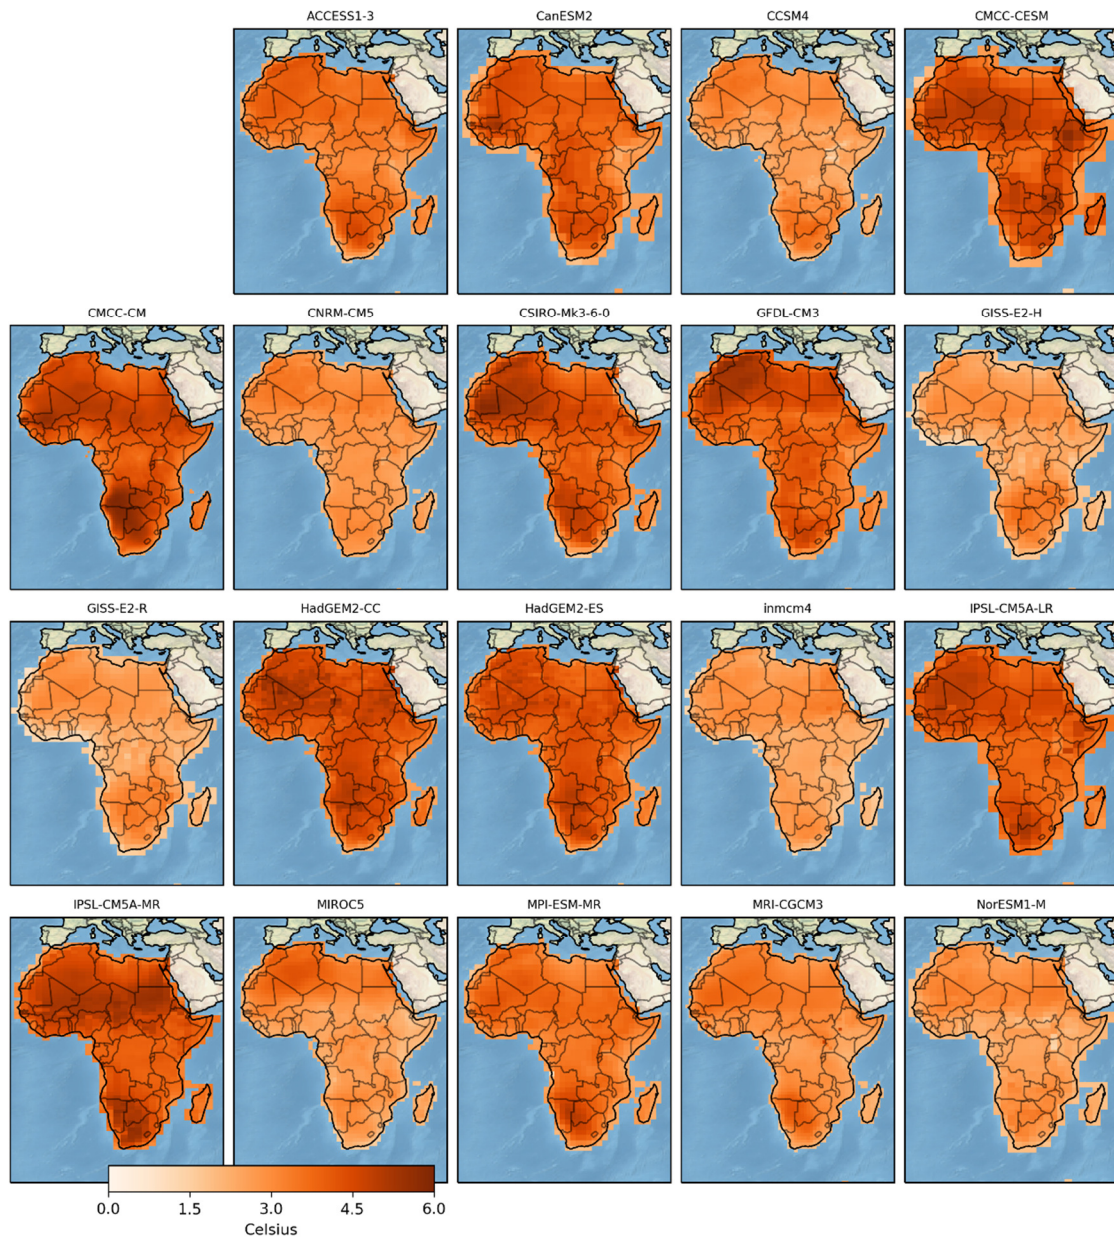 ACCESS1-3 CanESM2 CCSM4 CMCC-CESM
CMCC-CM CNRM-CM5 CSIRO-Mk3-6-0 GFDL-CM3 GISS-E2-H
GISS-E2-R HadGEM2-CC HadGEM2-ES inmcm4 IPSL-CM5A-LR
IPSL-CM5A-MR MIROC5 MPI-ESM-MR MRI-CGCM3 NorESM1-M
0.0 1.5 3.0 4.5 6.0
Celsius